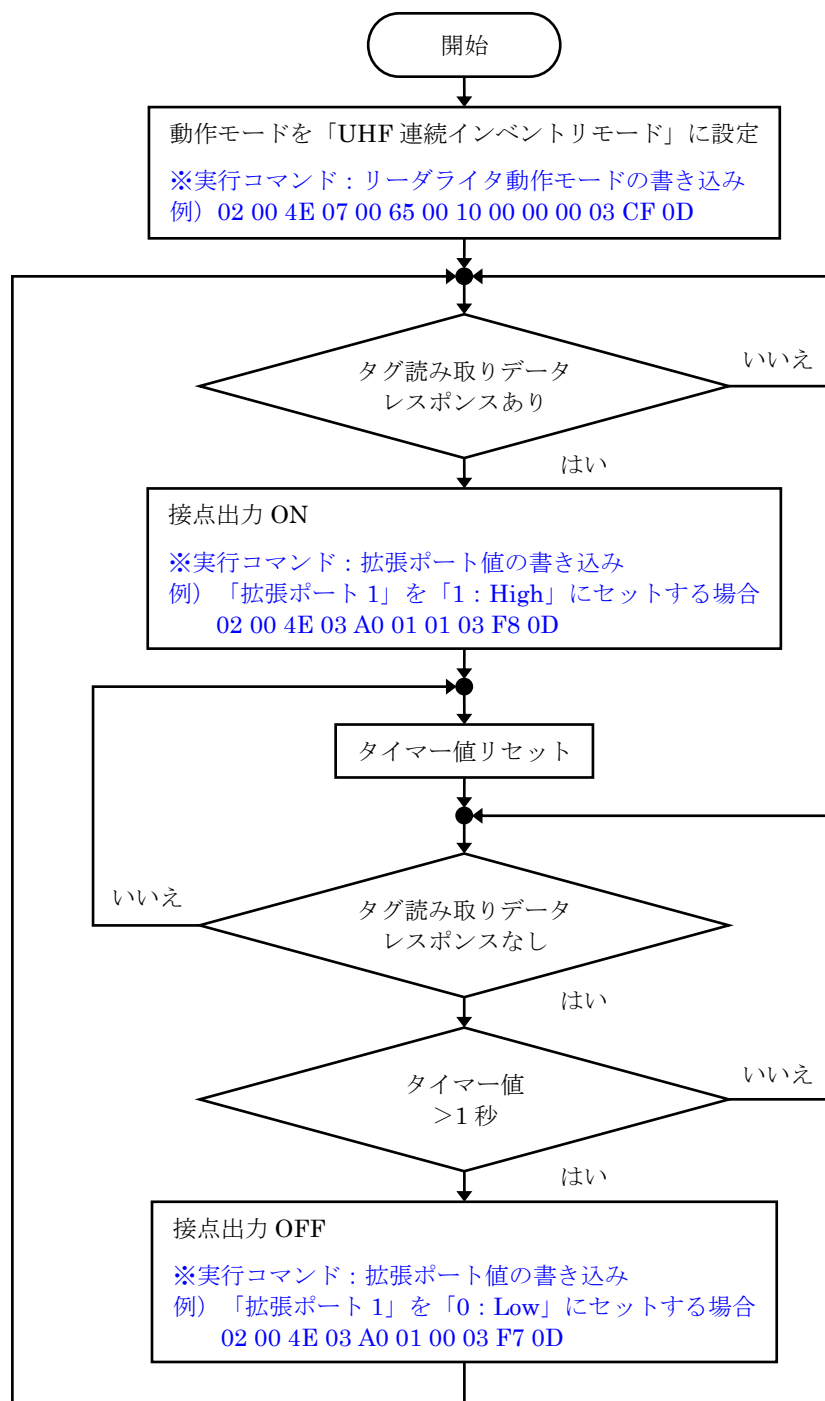 開始
動作モードを「UHF 連続インベントリモード」に設定
※実行コマンド：リーダライタ動作モードの書き込み
例）02 00 4E 07 00 65 00 10 00 00 00 03 CF 0D
タグ読み取りデータ
レスポンスあり
いいえ
はい
接点出力 ON
※実行コマンド：拡張ポート値の書き込み
例）「拡張ポート 1」を「1：High」にセットする場合
02 00 4E 03 A0 01 01 03 F8 0D
タイマー値リセット
いいえ
タグ読み取りデータ
レスポンスなし
はい
タイマー値
＞1 秒
いいえ
はい
接点出力 OFF
※実行コマンド：拡張ポート値の書き込み
例）「拡張ポート 1」を「0：Low」にセットする場合
02 00 4E 03 A0 01 00 03 F7 0D